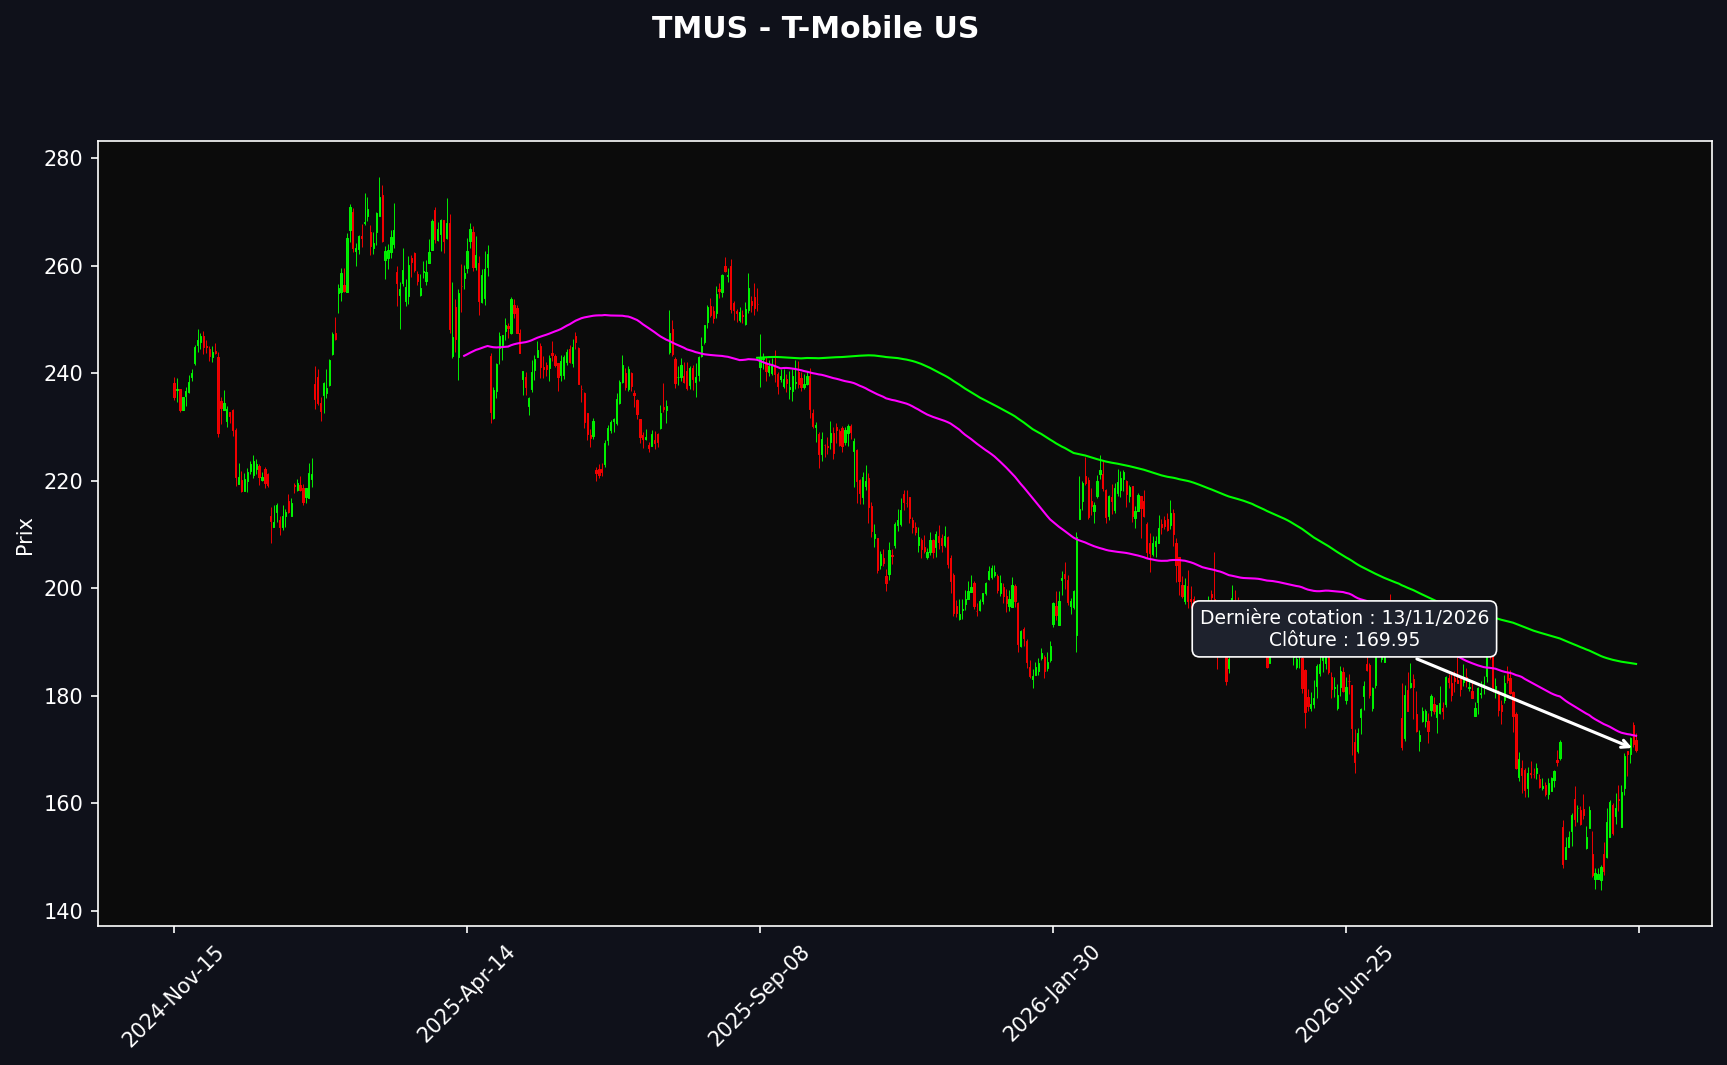 TMUS - T-Mobile US
Prix
280
260
240
220
200
180
160
140
Dernière cotation : 13/11/2026
Clôture : 169.95
2024-Nov-15
2025-Apr-14
2025-Sep-08
2026-Jan-30
2026-Jun-25